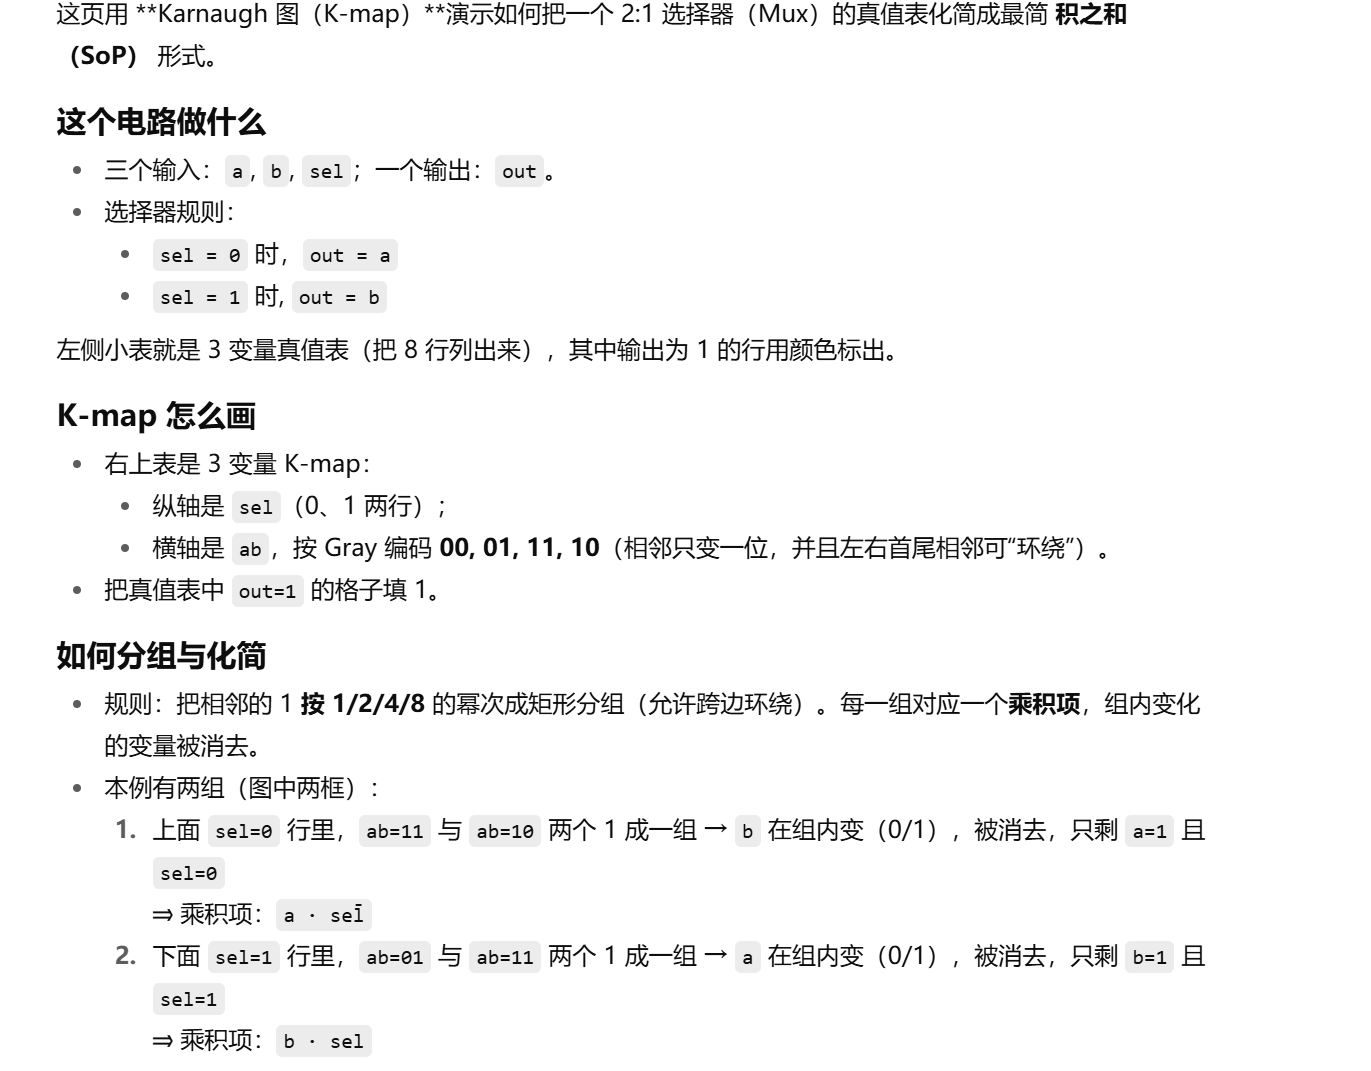 这页用 **Karnaugh 图（K-map）**演示如何把一个 2:1 选择器（Mux）的真值表化简成最简 积之和
（SoP） 形式。
这个电路做什么
• 三个输入：a, b, sel；一个输出：out。
• 选择器规则：
• sel = 0 时，out = a
• sel = 1 时, out = b
左侧小表就是 3 变量真值表（把 8 行列出来），其中输出为 1 的行用颜色标出。
K-map 怎么画
• 右上表是 3 变量 K-map：
• 纵轴是 sel（0、1 两行）；
• 横轴是 ab，按 Gray 编码 00, 01, 11, 10（相邻只变一位，并且左右首尾相邻可“环绕”）。
• 把真值表中 out=1 的格子填 1。
如何分组与化简
• 规则：把相邻的 1 按 1/2/4/8 的幂次成矩形分组（允许跨边环绕）。每一组对应一个乘积项，组内变化
的变量被消去。
• 本例有两组（图中两框）：
1. 上面 sel=0 行里，ab=11 与 ab=10 两个 1 成一组 → b 在组内变（0/1），被消去，只剩 a=1 且
sel=0
⇒ 乘积项：a · sel̄
2. 下面 sel=1 行里，ab=01 与 ab=11 两个 1 成一组 → a 在组内变（0/1），被消去，只剩 b=1 且
sel=1
⇒ 乘积项：b · sel